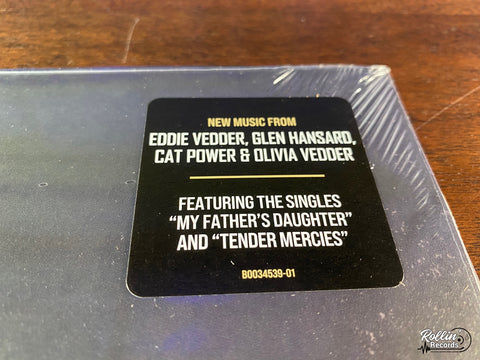 NEW MUSIC FROM
EDDIE VEDDER, GLEN HANSARD,
CAT POWER & OLIVIA VEDDER
FEATURING THE SINGLES
“MY FATHER’S DAUGHTER”
AND “TENDER MERCIES”
B0034539-01
Rollin
Records